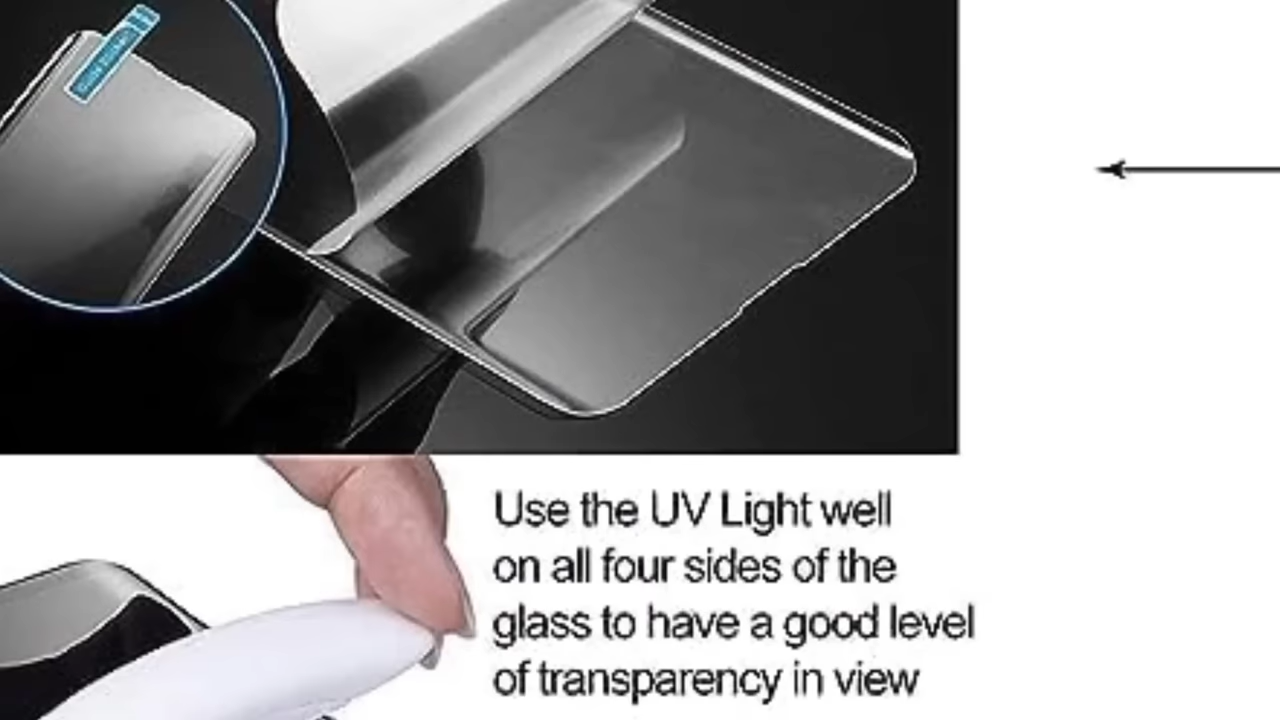 Use the UV Light well
on all four sides of the
glass to have a good level
of transparency in view